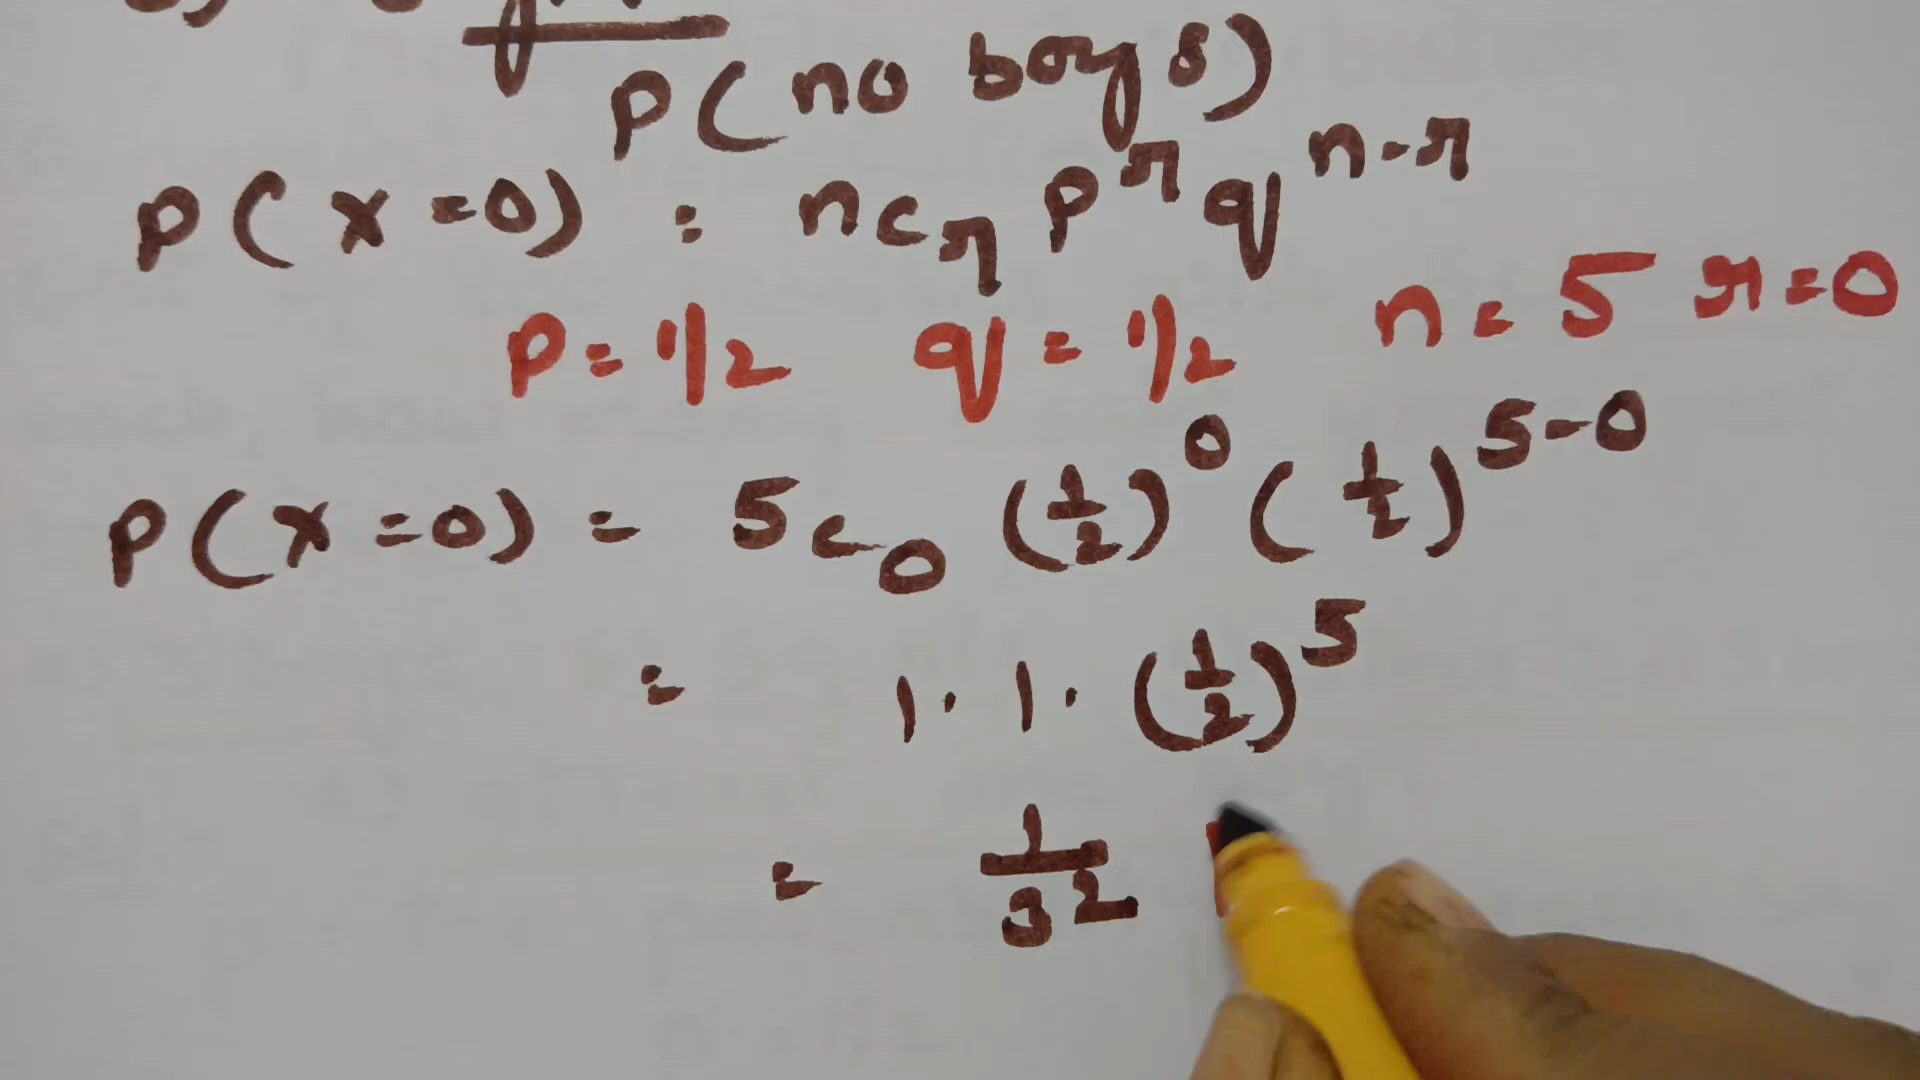 P(no boys)
P(x=0) = nCr p^r q^n-r
P=1/2 q=1/2 n=5 r=0
P(x=0) = 5C0 (1/2)^0 (1/2)^5-0
= 1·1·(1/2)^5
= 1/32